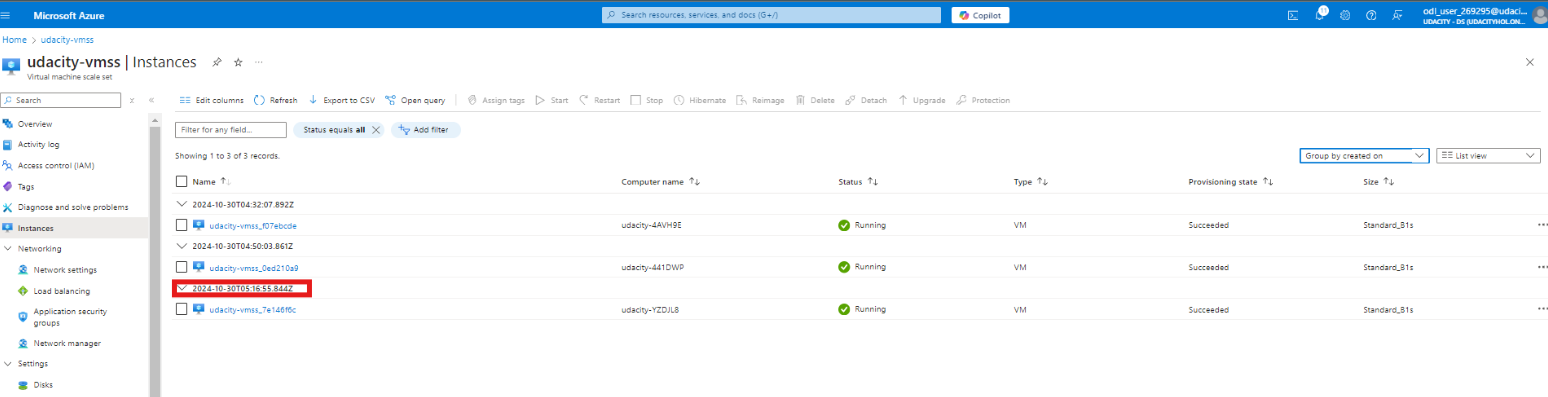 Microsoft Azure
Search resources, services, and docs (G+/)
Copilot
11
odl_user_269295@udaci...
UDACITY - DS (UDACITYHOL.ON...
Home > udacity-vmss
udacity-vmss | Instances
Virtual machine scale set
Search
Edit columns Refresh Export to CSV Open query Assign tags Start Restart Stop Hibernate Reimage Delete Detach Upgrade Protection
Overview
Activity log
Access control (IAM)
Tags
Diagnose and solve problems
Instances
Networking
Network settings
Load balancing
Application security groups
Network manager
Settings
Disks
Filter for any field...
Status equals all
Add filter
Showing 1 to 3 of 3 records.
Group by created on
List view
Name Computer name Status Type Provisioning state Size
2024-10-30T04:32:07.892Z
udacity-vmss_f07ebcde udacity-4AVH9E Running VM Succeeded Standard_B1s
2024-10-30T04:50:03.861Z
udacity-vmss_0ed210a9 udacity-441DWP Running VM Succeeded Standard_B1s
2024-10-30T05:16:55.844Z
udacity-vmss_7e146f6c udacity-YZDJL8 Running VM Succeeded Standard_B1s